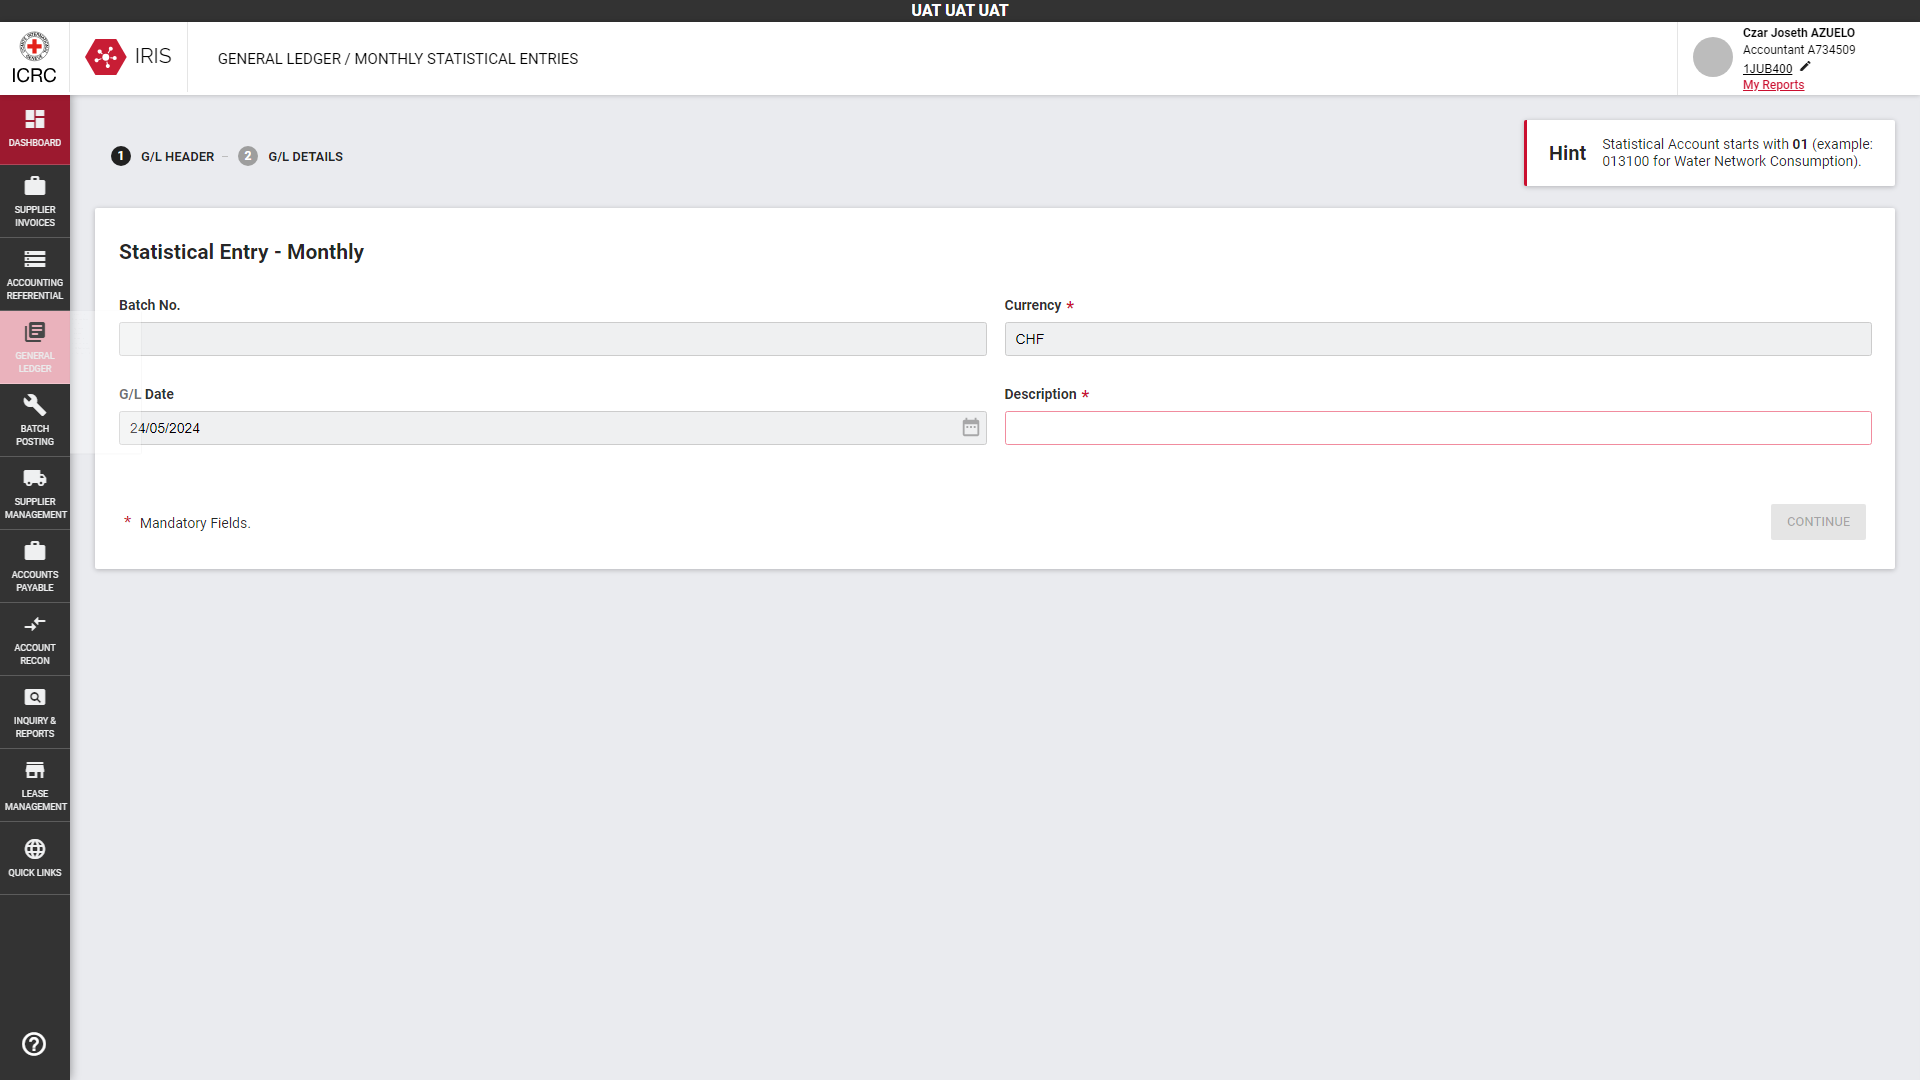 UAT UAT UAT
ICRC
IRIS
GENERAL LEDGER / MONTHLY STATISTICAL ENTRIES
Czar Joseth AZUELO
Accountant A734509
1JUB400
My Reports
DASHBOARD
SUPPLIER
INVOICES
ACCOUNTING
REFERENTIAL
GENERAL
LEDGER
BATCH
POSTING
SUPPLIER
MANAGEMENT
ACCOUNTS
PAYABLE
ACCOUNT
RECON
INQUIRY &
REPORTS
LEASE
MANAGEMENT
QUICK LINKS
1 G/L HEADER – 2 G/L DETAILS
Hint
Statistical Account starts with 01 (example:
013100 for Water Network Consumption).
Statistical Entry - Monthly
Batch No.
Currency *
CHF
G/L Date
24/05/2024
Description *
* Mandatory Fields.
CONTINUE